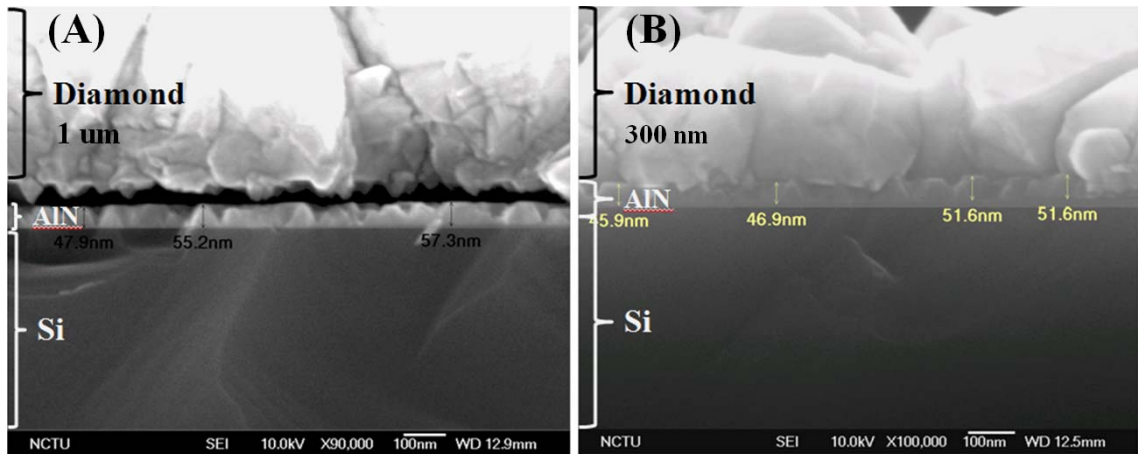 (A)
Diamond
1 um
AlN
47.9nm
55.2nm
57.3nm
Si
NCTU SEI 10.0kV X90,000 100nm WD 12.9mm
(B)
Diamond
300 nm
AlN
45.9nm
46.9nm
51.6nm
51.6nm
Si
NCTU SEI 10.0kV X100,000 100nm WD 12.5mm